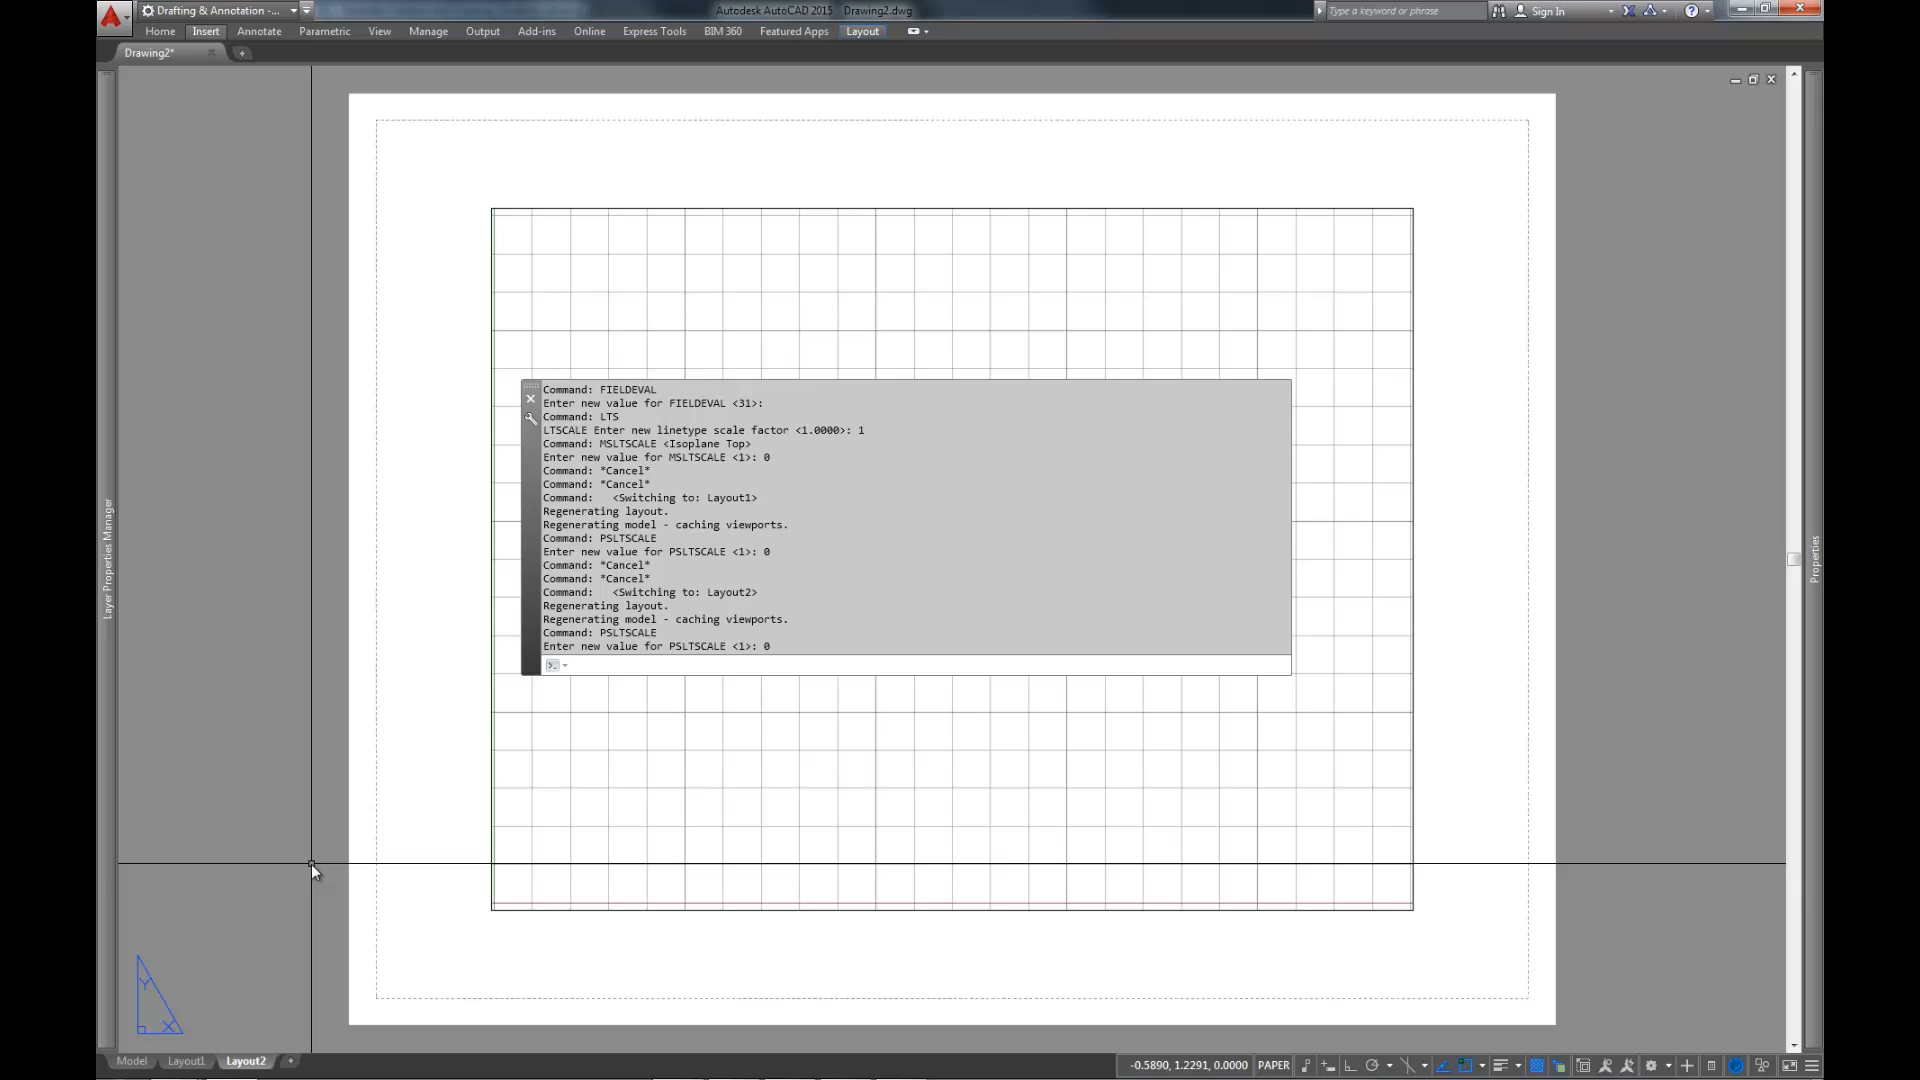 Drafting & Annotation -...
Autodesk AutoCAD 2015 Drawing2.dwg
Type a keyword or phrase
Sign In
Home Insert Annotate Parametric View Manage Output Add-ins Online Express Tools BIM 360 Featured Apps Layout
Drawing2*
Command: FIELDEVAL
Enter new value for FIELDEVAL <31>:
Command: LTS
LTSCALE Enter new linetype scale factor <1.0000>: 1
Command: MSLTSCALE <Isoplane Top>
Enter new value for MSLTSCALE <1>: 0
Command: *Cancel*
Command: *Cancel*
Command: <Switching to: Layout1>
Regenerating layout.
Regenerating model - caching viewports.
Command: PSLTSCALE
Enter new value for PSLTSCALE <1>: 0
Command: *Cancel*
Command: *Cancel*
Command: <Switching to: Layout2>
Regenerating layout.
Regenerating model - caching viewports.
Command: PSLTSCALE
Enter new value for PSLTSCALE <1>: 0
Layer Properties Manager
Properties
Y
X
Model Layout1 Layout2 +
-0.5890, 1.2291, 0.0000 PAPER